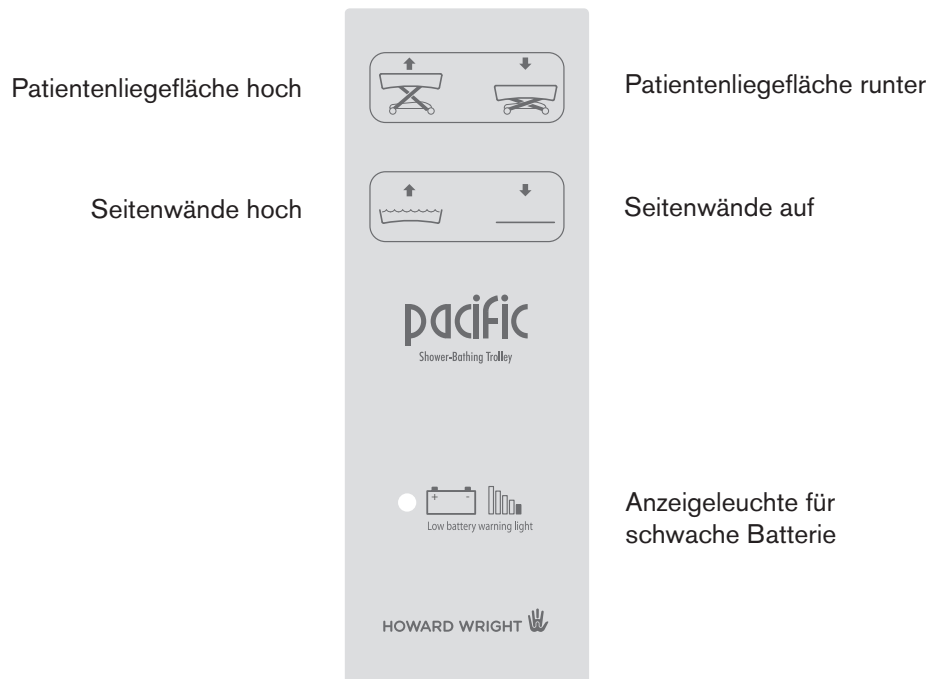 Patientenliegefläche hoch
Patientenliegefläche runter
Seitenwände hoch
Seitenwände auf
pacific
Shower-Bathing Trolley
+ -
Low battery warning light
Anzeigeleuchte für
schwache Batterie
HOWARD WRIGHT